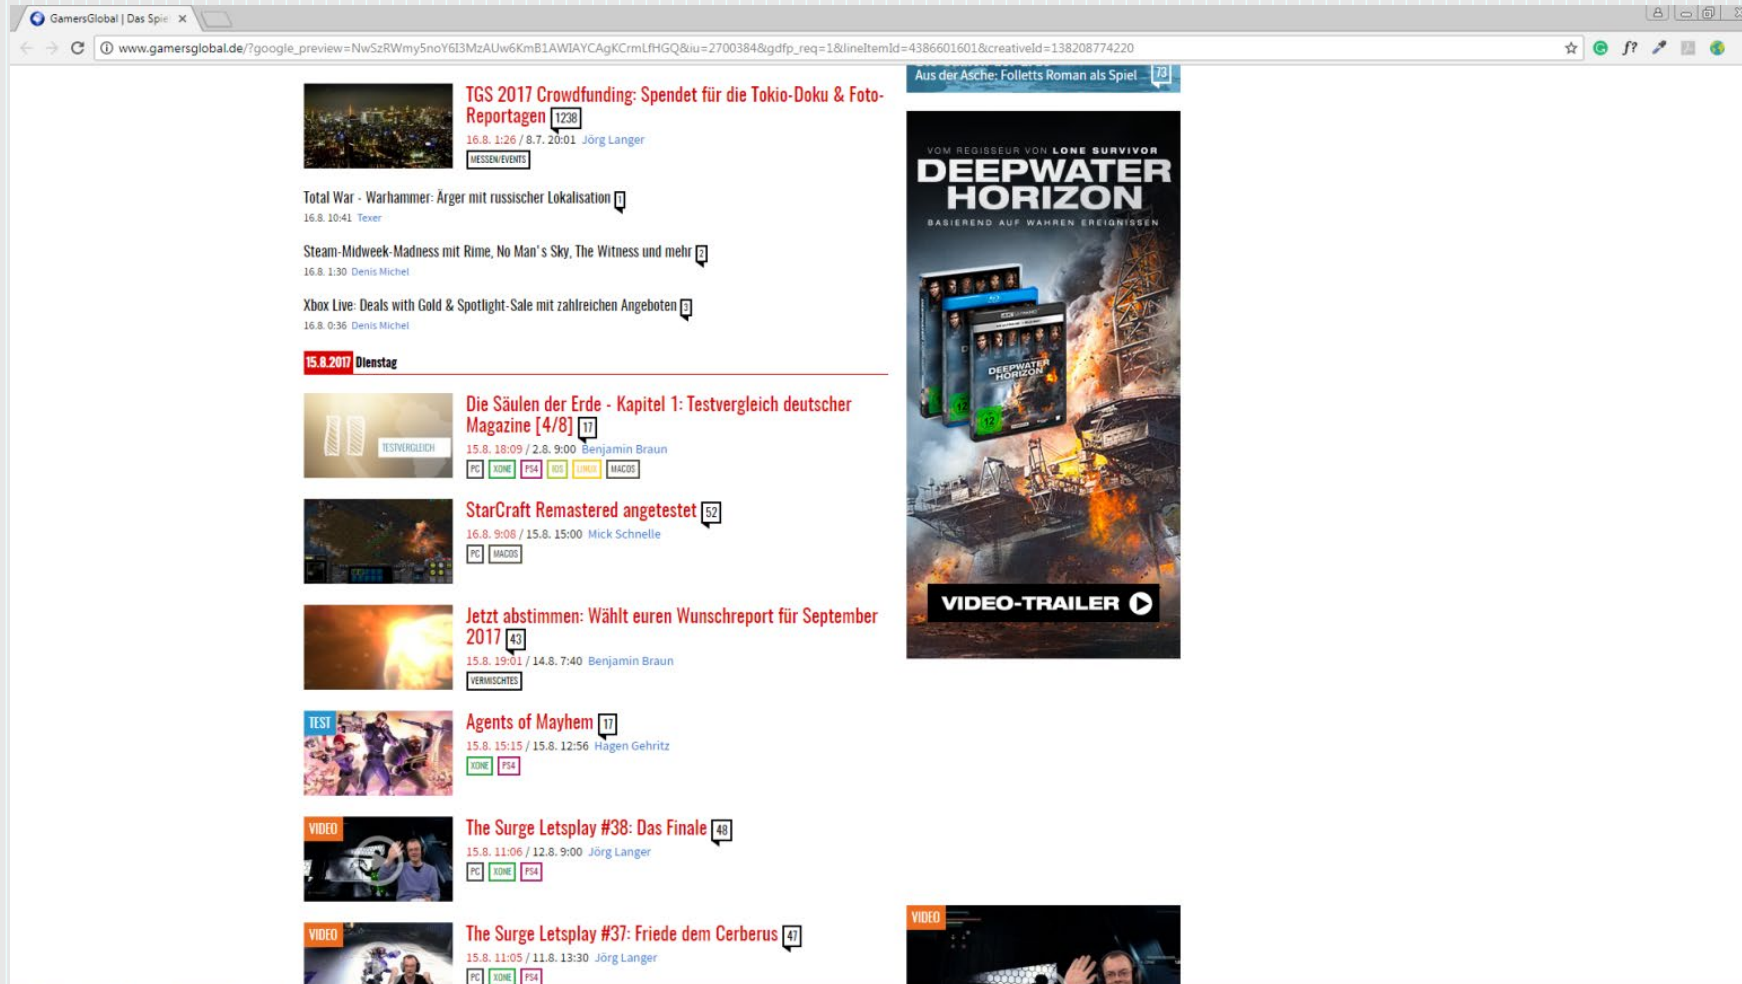 GamersGlobal | Das Spie
www.gamersglobal.de/?google_preview=NwSzRWmy5noY6I3MzAUw6KmB1AWIAYCAgKCrmLfHGQ&iu=2700384&gdfp_req=1&lineItemId=4386601601&creativeId=138208774220
f?
TGS 2017 Crowdfunding: Spendet für die Tokio-Doku & Foto-
Reportagen 1238
16.8. 1:26 / 8.7. 20:01 Jörg Langer
MESSEN/EVENTS
Total War - Warhammer: Ärger mit russischer Lokalisation 1
16.8. 10:41 Texer
Steam-Midweek-Madness mit Rime, No Man's Sky, The Witness und mehr 2
16.8. 1:30 Denis Michel
Xbox Live: Deals with Gold & Spotlight-Sale mit zahlreichen Angeboten 3
16.8. 0:36 Denis Michel
15.8.2017 Dienstag
TESTVERGLEICH
Die Säulen der Erde - Kapitel 1: Testvergleich deutscher
Magazine [4/8] 17
15.8. 18:09 / 2.8. 9:00 Benjamin Braun
PC XONE PS4 IOS LINUX MACOS
StarCraft Remastered angetestet 52
16.8. 9:08 / 15.8. 15:00 Mick Schnelle
PC MACOS
Jetzt abstimmen: Wählt euren Wunschreport für September
2017 43
15.8. 19:01 / 14.8. 7:40 Benjamin Braun
VERMISCHTES
TEST
Agents of Mayhem 17
15.8. 15:15 / 15.8. 12:56 Hagen Gehritz
XONE PS4
VIDEO
The Surge Letsplay #38: Das Finale 48
15.8. 11:06 / 12.8. 9:00 Jörg Langer
PC XONE PS4
VIDEO
The Surge Letsplay #37: Friede dem Cerberus 47
15.8. 11:05 / 11.8. 13:30 Jörg Langer
PC XONE PS4
Aus der Asche: Folletts Roman als Spiel 73
VOM REGISSEUR VON LONE SURVIVOR
DEEPWATER
HORIZON
BASIEREND AUF WAHREN EREIGNISSEN
DEEPWATER
HORIZON
12
12
VIDEO-TRAILER
VIDEO